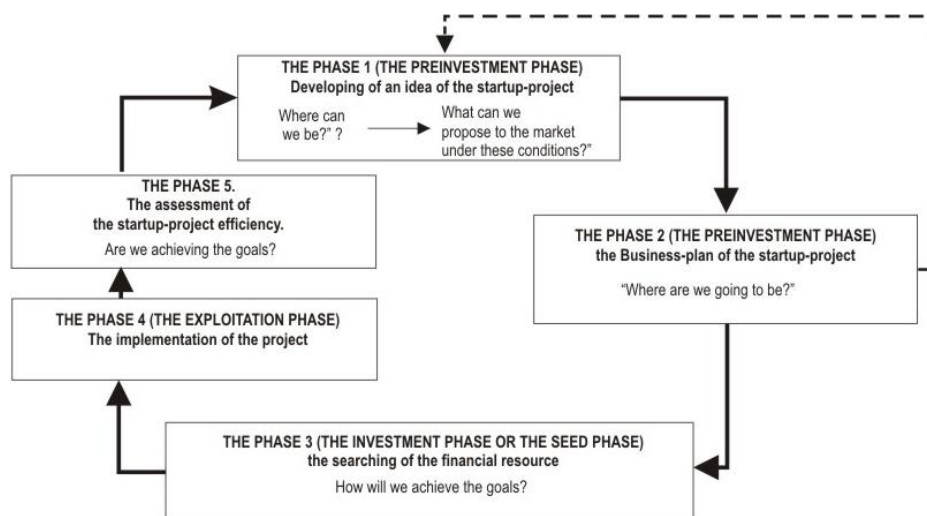 THE PHASE 1 (THE PREINVESTMENT PHASE)
Developing of an idea of the startup-project
Where can
we be?” ?
What can we
propose to the market
under these conditions?”
THE PHASE 2 (THE PREINVESTMENT PHASE)
the Business-plan of the startup-project
“Where are we going to be?”
THE PHASE 3 (THE INVESTMENT PHASE OR THE SEED PHASE)
the searching of the financial resource
How will we achieve the goals?
THE PHASE 4 (THE EXPLOITATION PHASE)
The implementation of the project
THE PHASE 5.
The assessment of
the startup-project efficiency.
Are we achieving the goals?